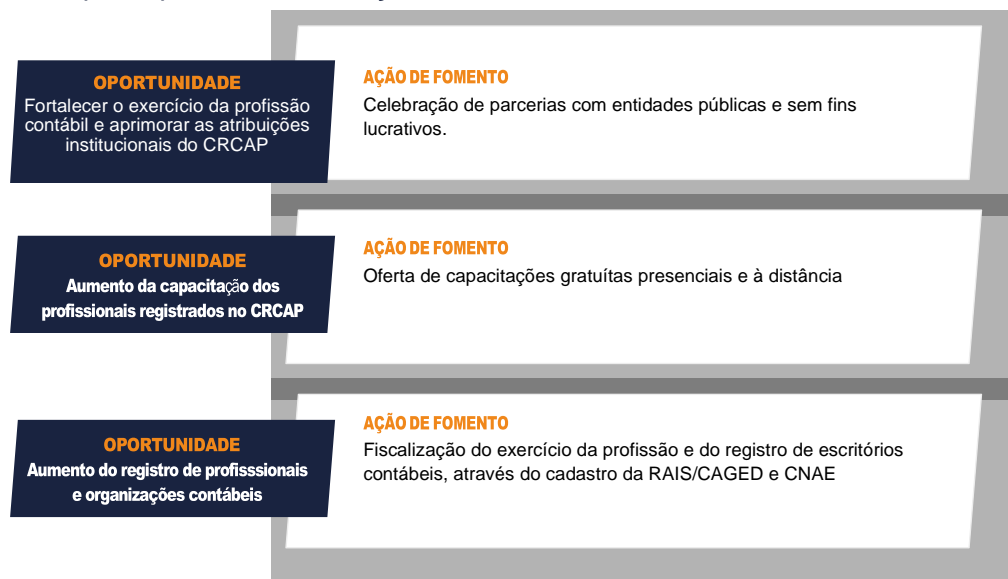 OPORTUNIDADE
Fortalecer o exercício da profissão
contábil e aprimorar as atribuições
institucionais do CRCAP
AÇÃO DE FOMENTO
Celebração de parcerias com entidades públicas e sem fins
lucrativos.
OPORTUNIDADE
Aumento da capacitação dos
profissionais registrados no CRCAP
AÇÃO DE FOMENTO
Oferta de capacitações gratuítas presenciais e à distância
OPORTUNIDADE
Aumento do registro de profisssionais
e organizações contábeis
AÇÃO DE FOMENTO
Fiscalização do exercício da profissão e do registro de escritórios
contábeis, através do cadastro da RAIS/CAGED e CNAE